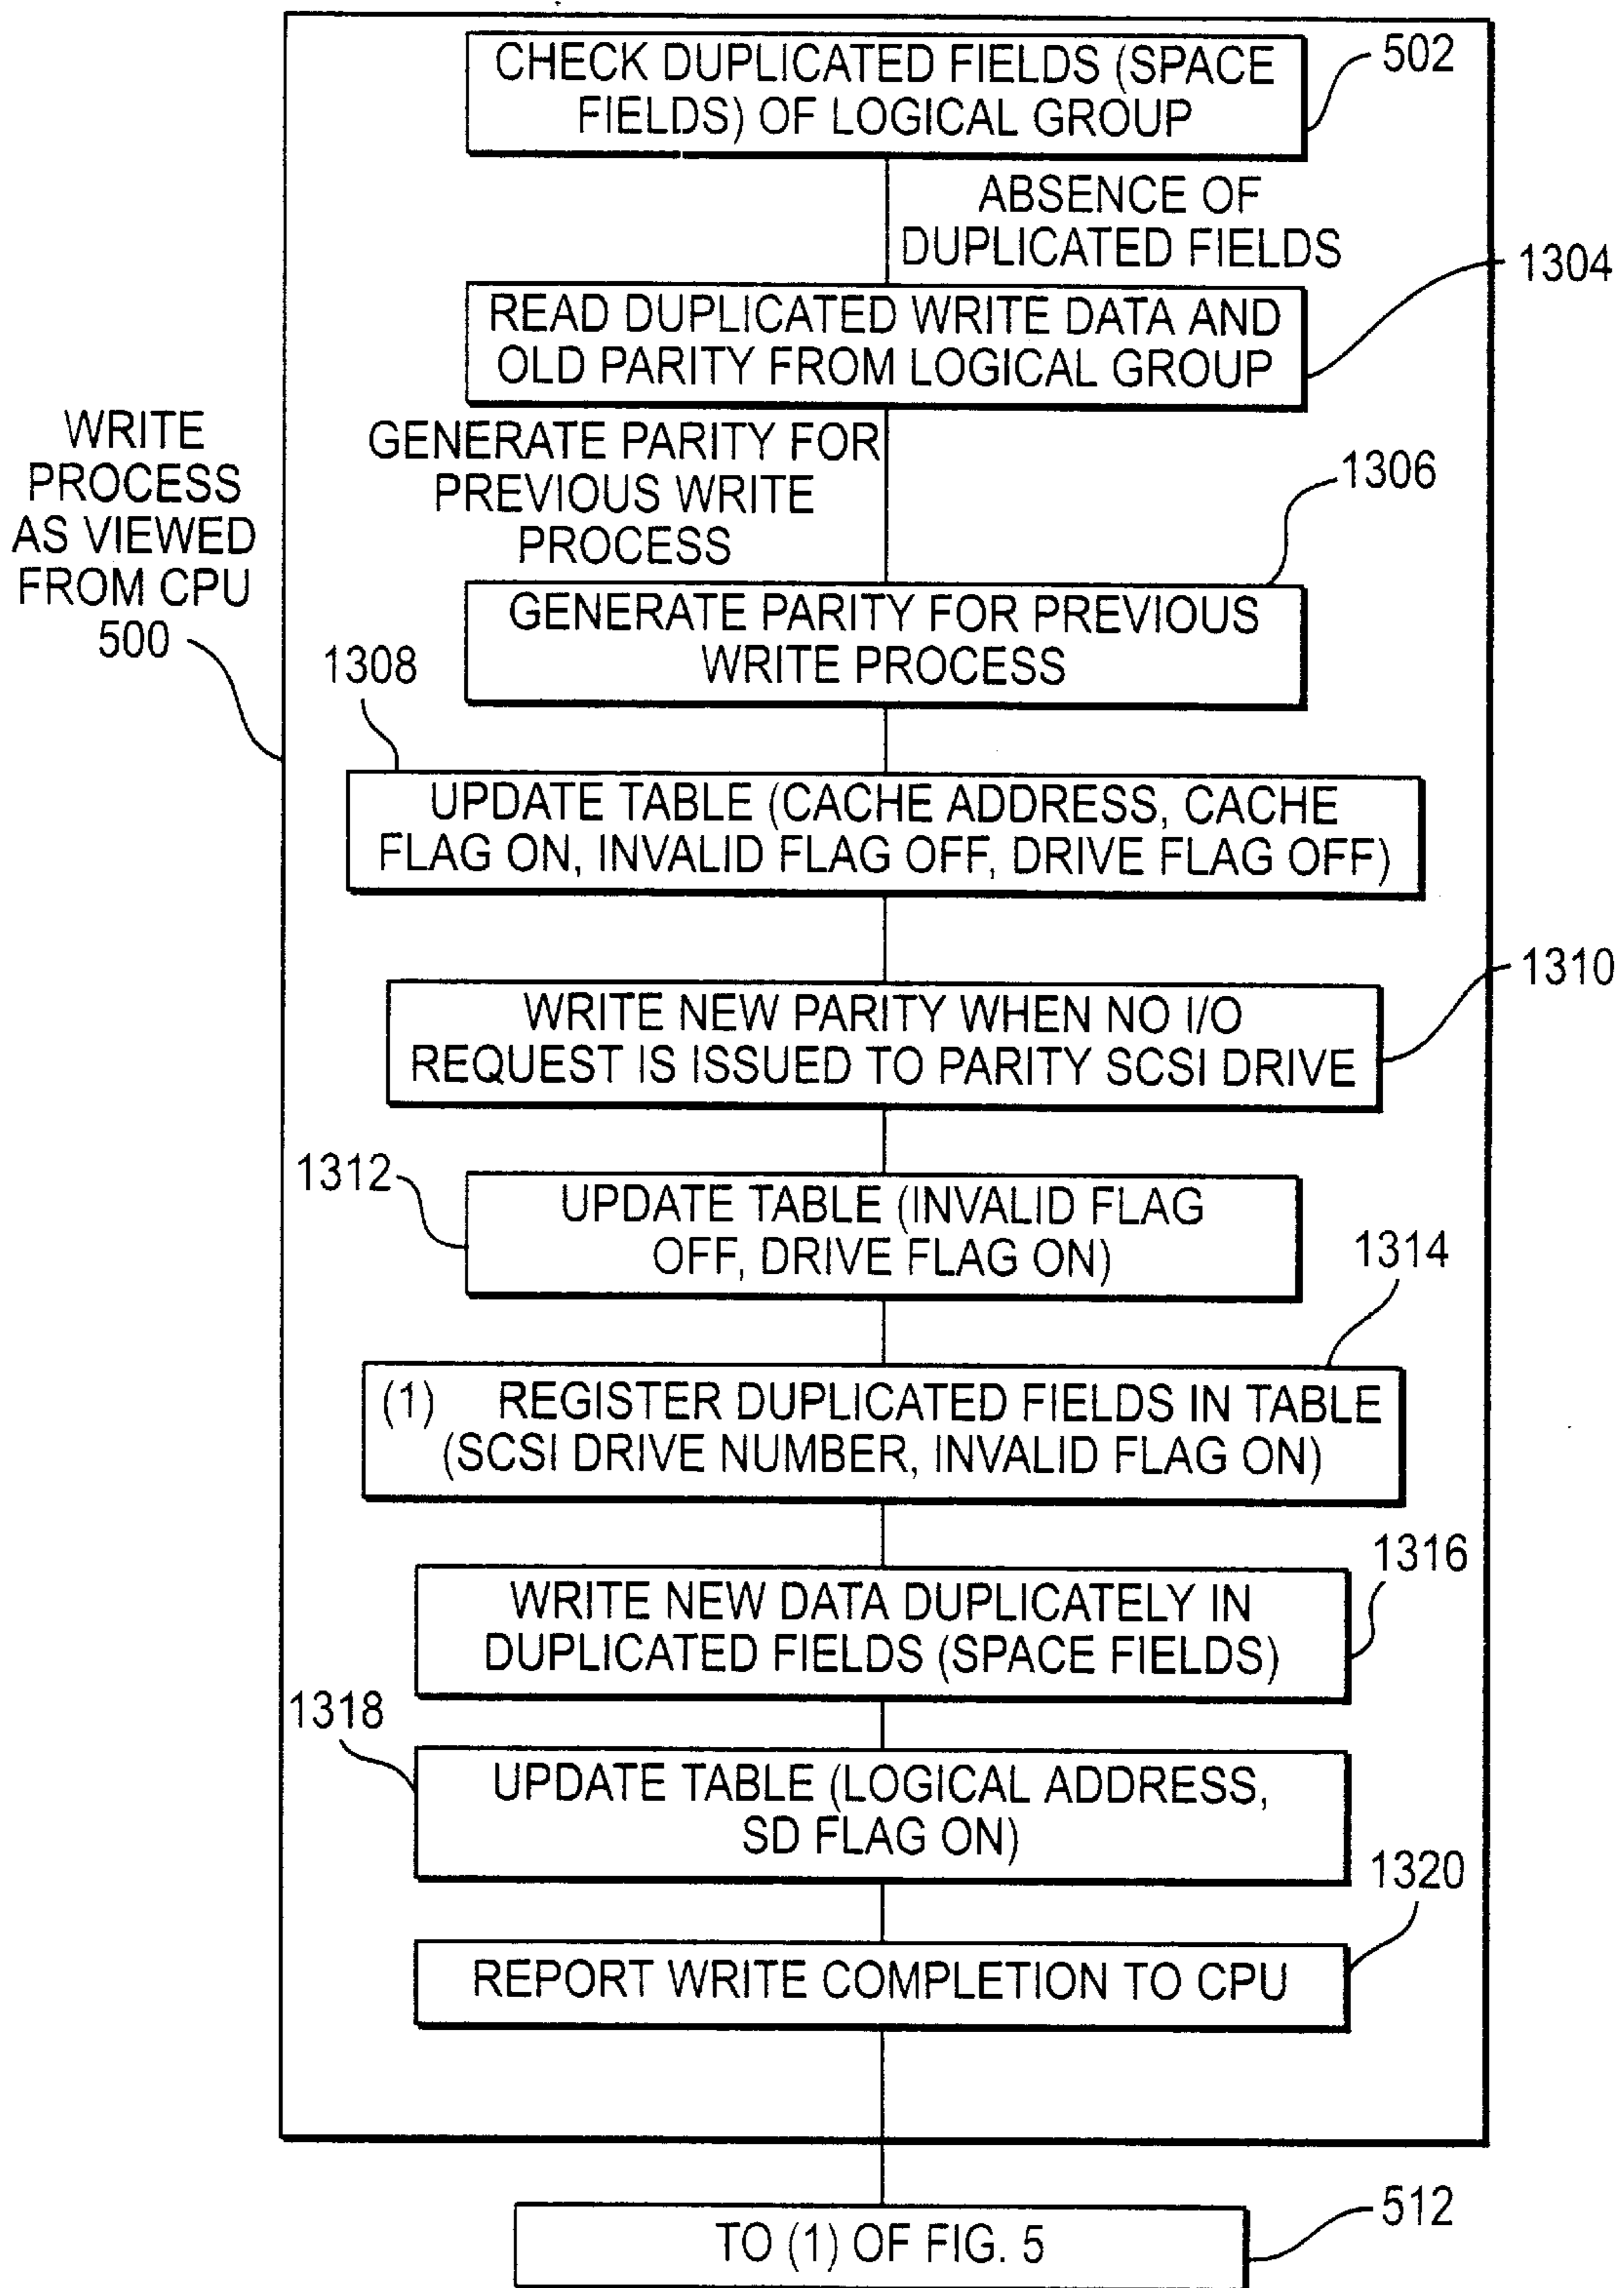 CHECK DUPLICATED FIELDS (SPACE
FIELDS) OF LOGICAL GROUP
502
ABSENCE OF
DUPLICATED FIELDS
1304
READ DUPLICATED WRITE DATA AND
OLD PARITY FROM LOGICAL GROUP
WRITE
PROCESS
AS VIEWED
FROM CPU
500
GENERATE PARITY FOR
PREVIOUS WRITE
PROCESS
1306
GENERATE PARITY FOR PREVIOUS
WRITE PROCESS
1308
UPDATE TABLE (CACHE ADDRESS, CACHE
FLAG ON, INVALID FLAG OFF, DRIVE FLAG OFF)
1310
WRITE NEW PARITY WHEN NO I/O
REQUEST IS ISSUED TO PARITY SCSI DRIVE
1312
UPDATE TABLE (INVALID FLAG
OFF, DRIVE FLAG ON)
1314
(1) REGISTER DUPLICATED FIELDS IN TABLE
(SCSI DRIVE NUMBER, INVALID FLAG ON)
1316
WRITE NEW DATA DUPLICATELY IN
DUPLICATED FIELDS (SPACE FIELDS)
1318
UPDATE TABLE (LOGICAL ADDRESS,
SD FLAG ON)
1320
REPORT WRITE COMPLETION TO CPU
512
TO (1) OF FIG. 5